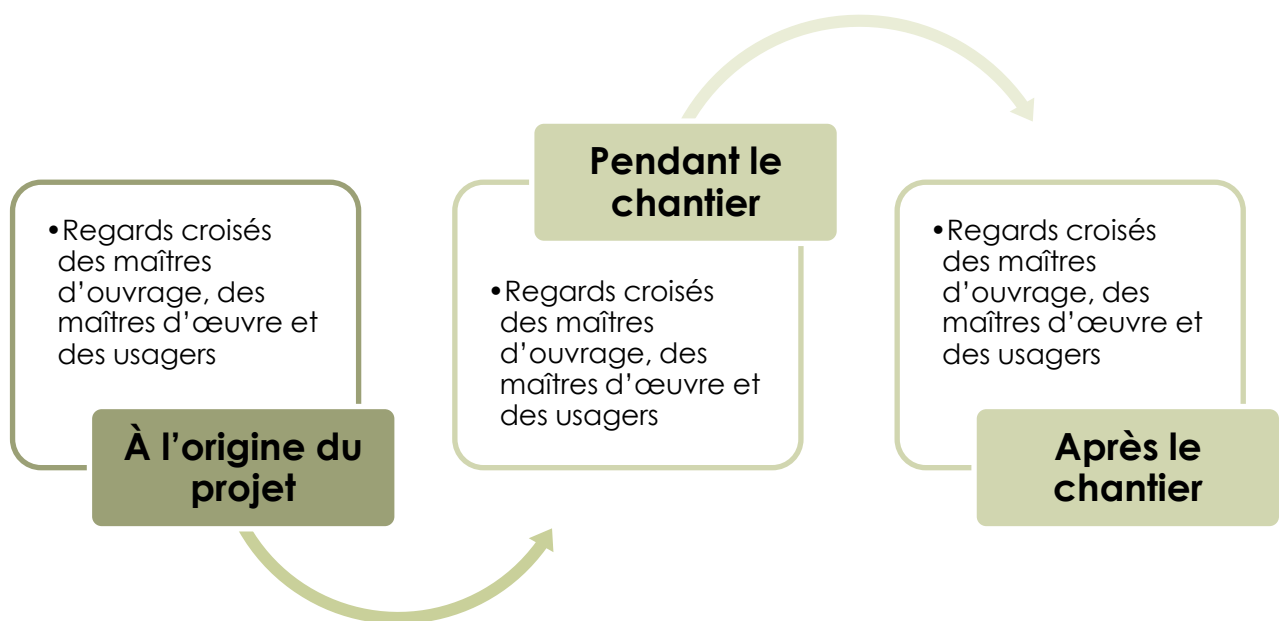 •Regards croisés
des maîtres
d’ouvrage, des
maîtres d’œuvre et
des usagers
À l’origine du
projet
Pendant le
chantier
•Regards croisés
des maîtres
d’ouvrage, des
maîtres d’œuvre et
des usagers
•Regards croisés
des maîtres
d’ouvrage, des
maîtres d’œuvre et
des usagers
Après le
chantier